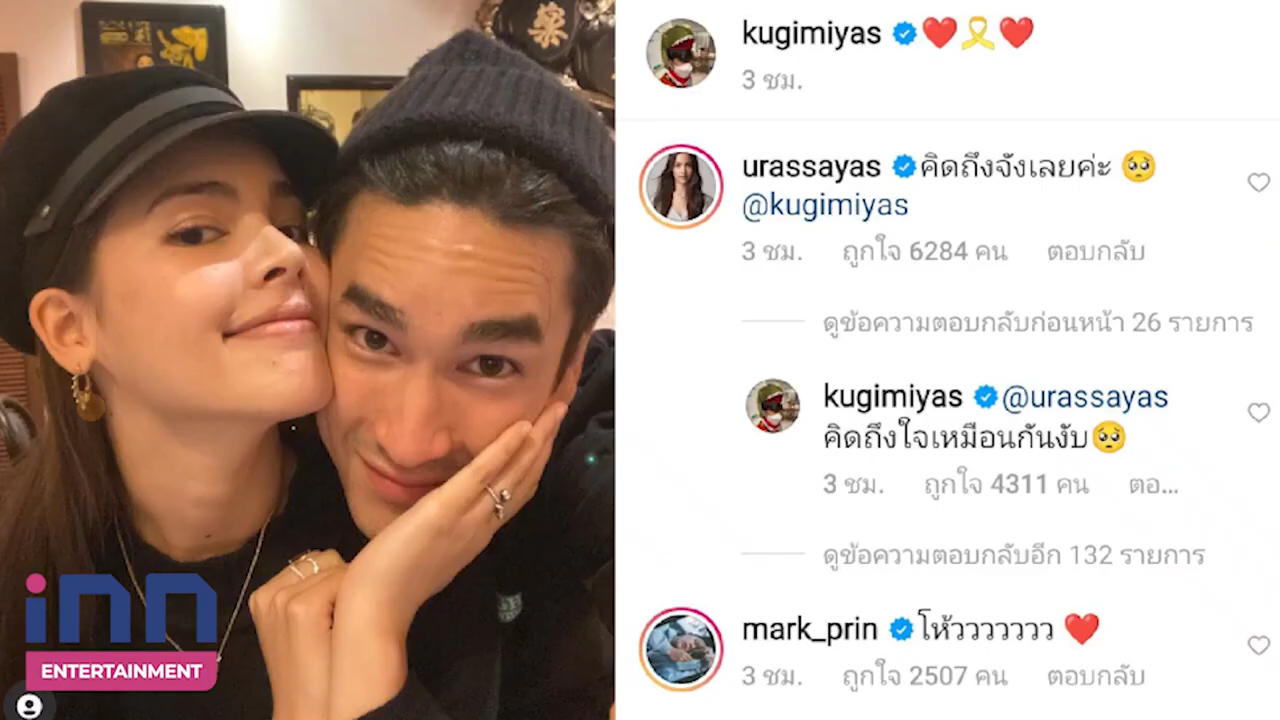 inn
ENTERTAINMENT
kugimiyas ❤️🎗️❤️
3 ชม.
urassayas คิดถึงจังเลยค่ะ 🥺
@kugimiyas
3 ชม. ถูกใจ 6284 คน ตอบกลับ
ดูข้อความตอบกลับก่อนหน้า 26 รายการ
kugimiyas @urassayas
คิดถึงใจเหมือนกันงับ🥺
3 ชม. ถูกใจ 4311 คน ตอ...
ดูข้อความตอบกลับอีก 132 รายการ
mark_prin โห้ววววววว ❤️
3 ชม. ถูกใจ 2507 คน ตอบกลับ